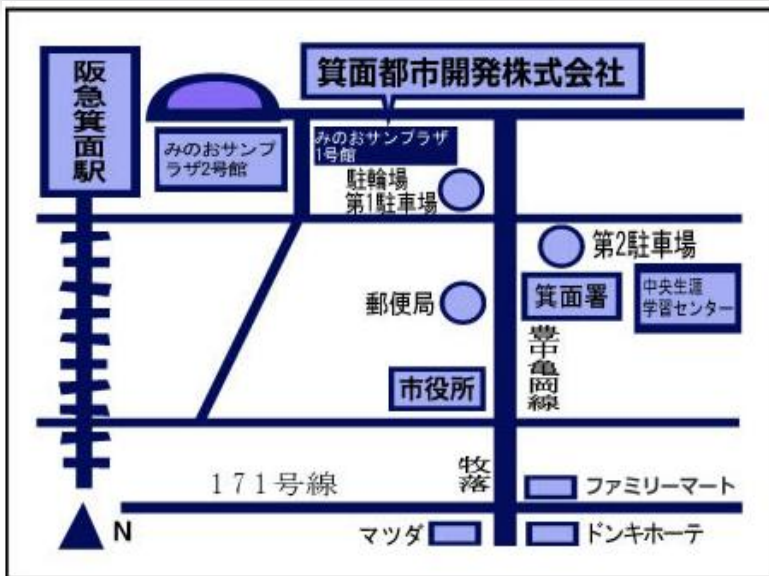 阪急箕面駅
箕面都市開発株式会社
みのおサンプ
ラザ2号館
みのおサンプラザ
1号館
駐輪場
第1駐車場
第2駐車場
郵便局
箕面署
中央生涯
学習センター
豊中亀岡線
市役所
牧落
171号線
ファミリーマート
N
マツダ
ドンキホーテ